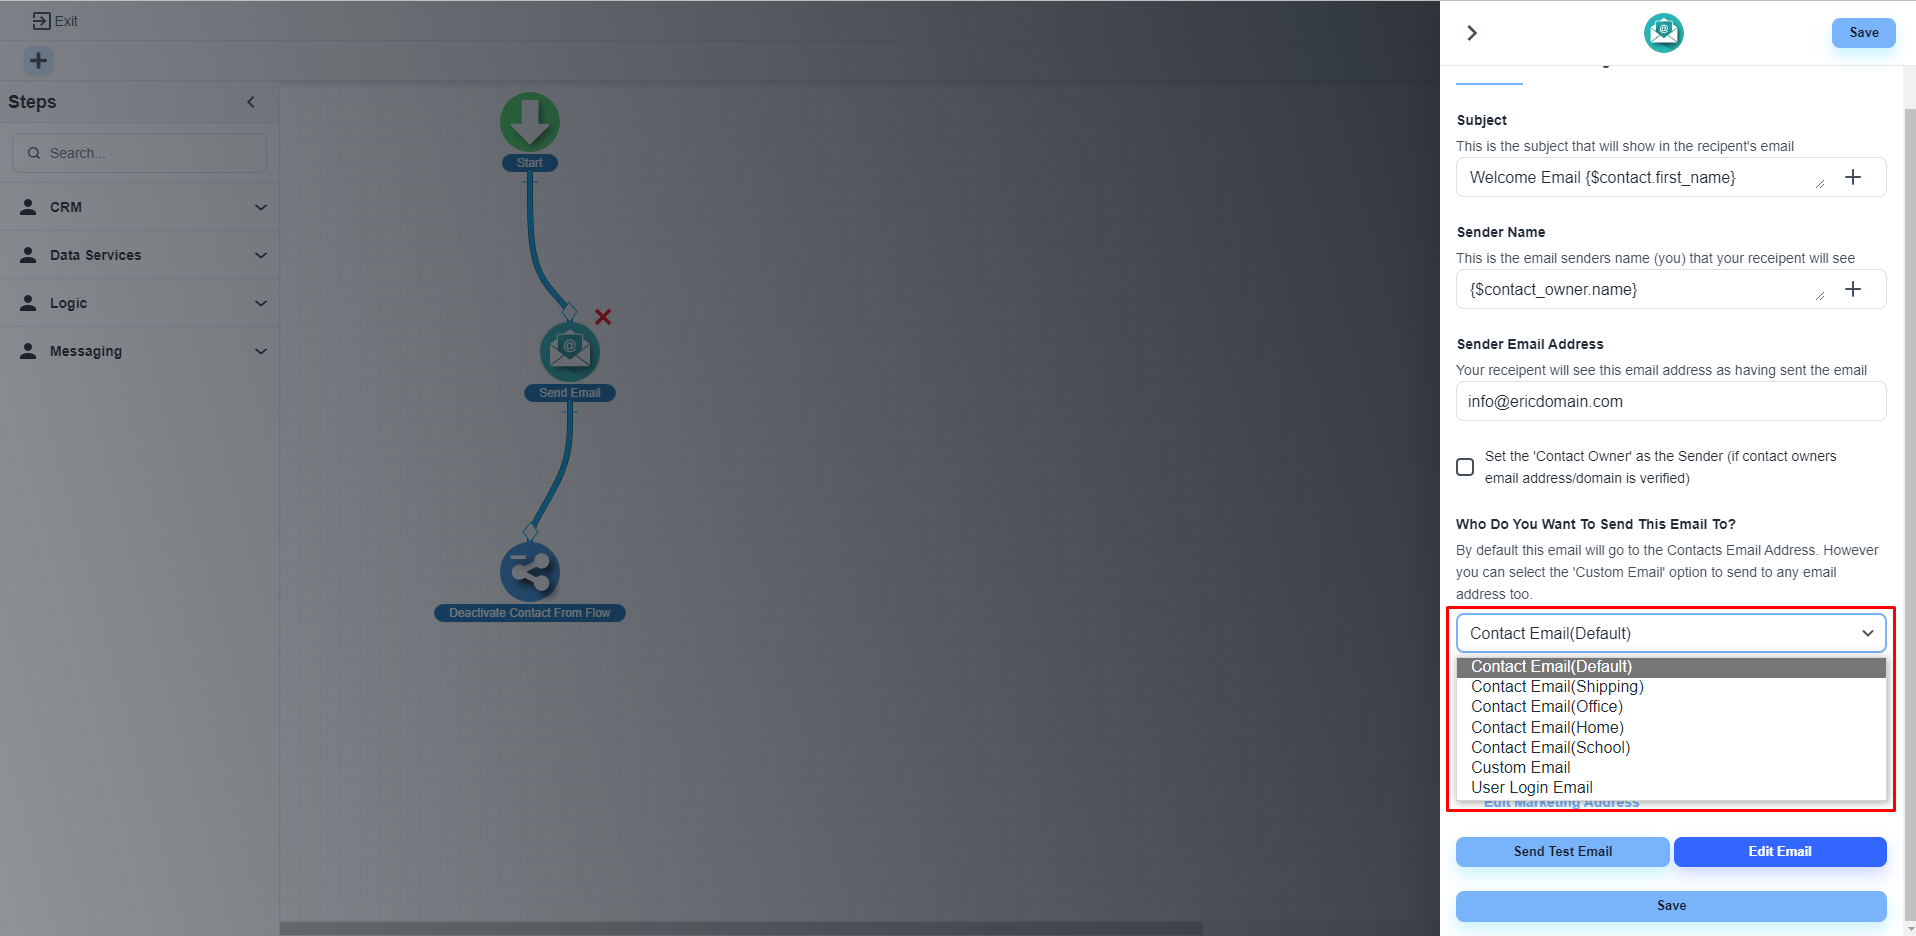 Exit
Save
Steps
Search...
CRM
Data Services
Logic
Messaging
Start
Send Email
Deactivate Contact From Flow
Subject
This is the subject that will show in the recipent's email
Welcome Email {$contact.first_name}
Sender Name
This is the email senders name (you) that your receipent will see
{$contact_owner.name}
Sender Email Address
Your receipent will see this email address as having sent the email
info@ericdomain.com
Set the 'Contact Owner' as the Sender (if contact owners
email address/domain is verified)
Who Do You Want To Send This Email To?
By default this email will go to the Contacts Email Address. However
you can select the 'Custom Email' option to send to any email
address too.
Contact Email(Default)
Contact Email(Default)
Contact Email(Shipping)
Contact Email(Office)
Contact Email(Home)
Contact Email(School)
Custom Email
User Login Email
Edit Marketing Address
Send Test Email
Edit Email
Save